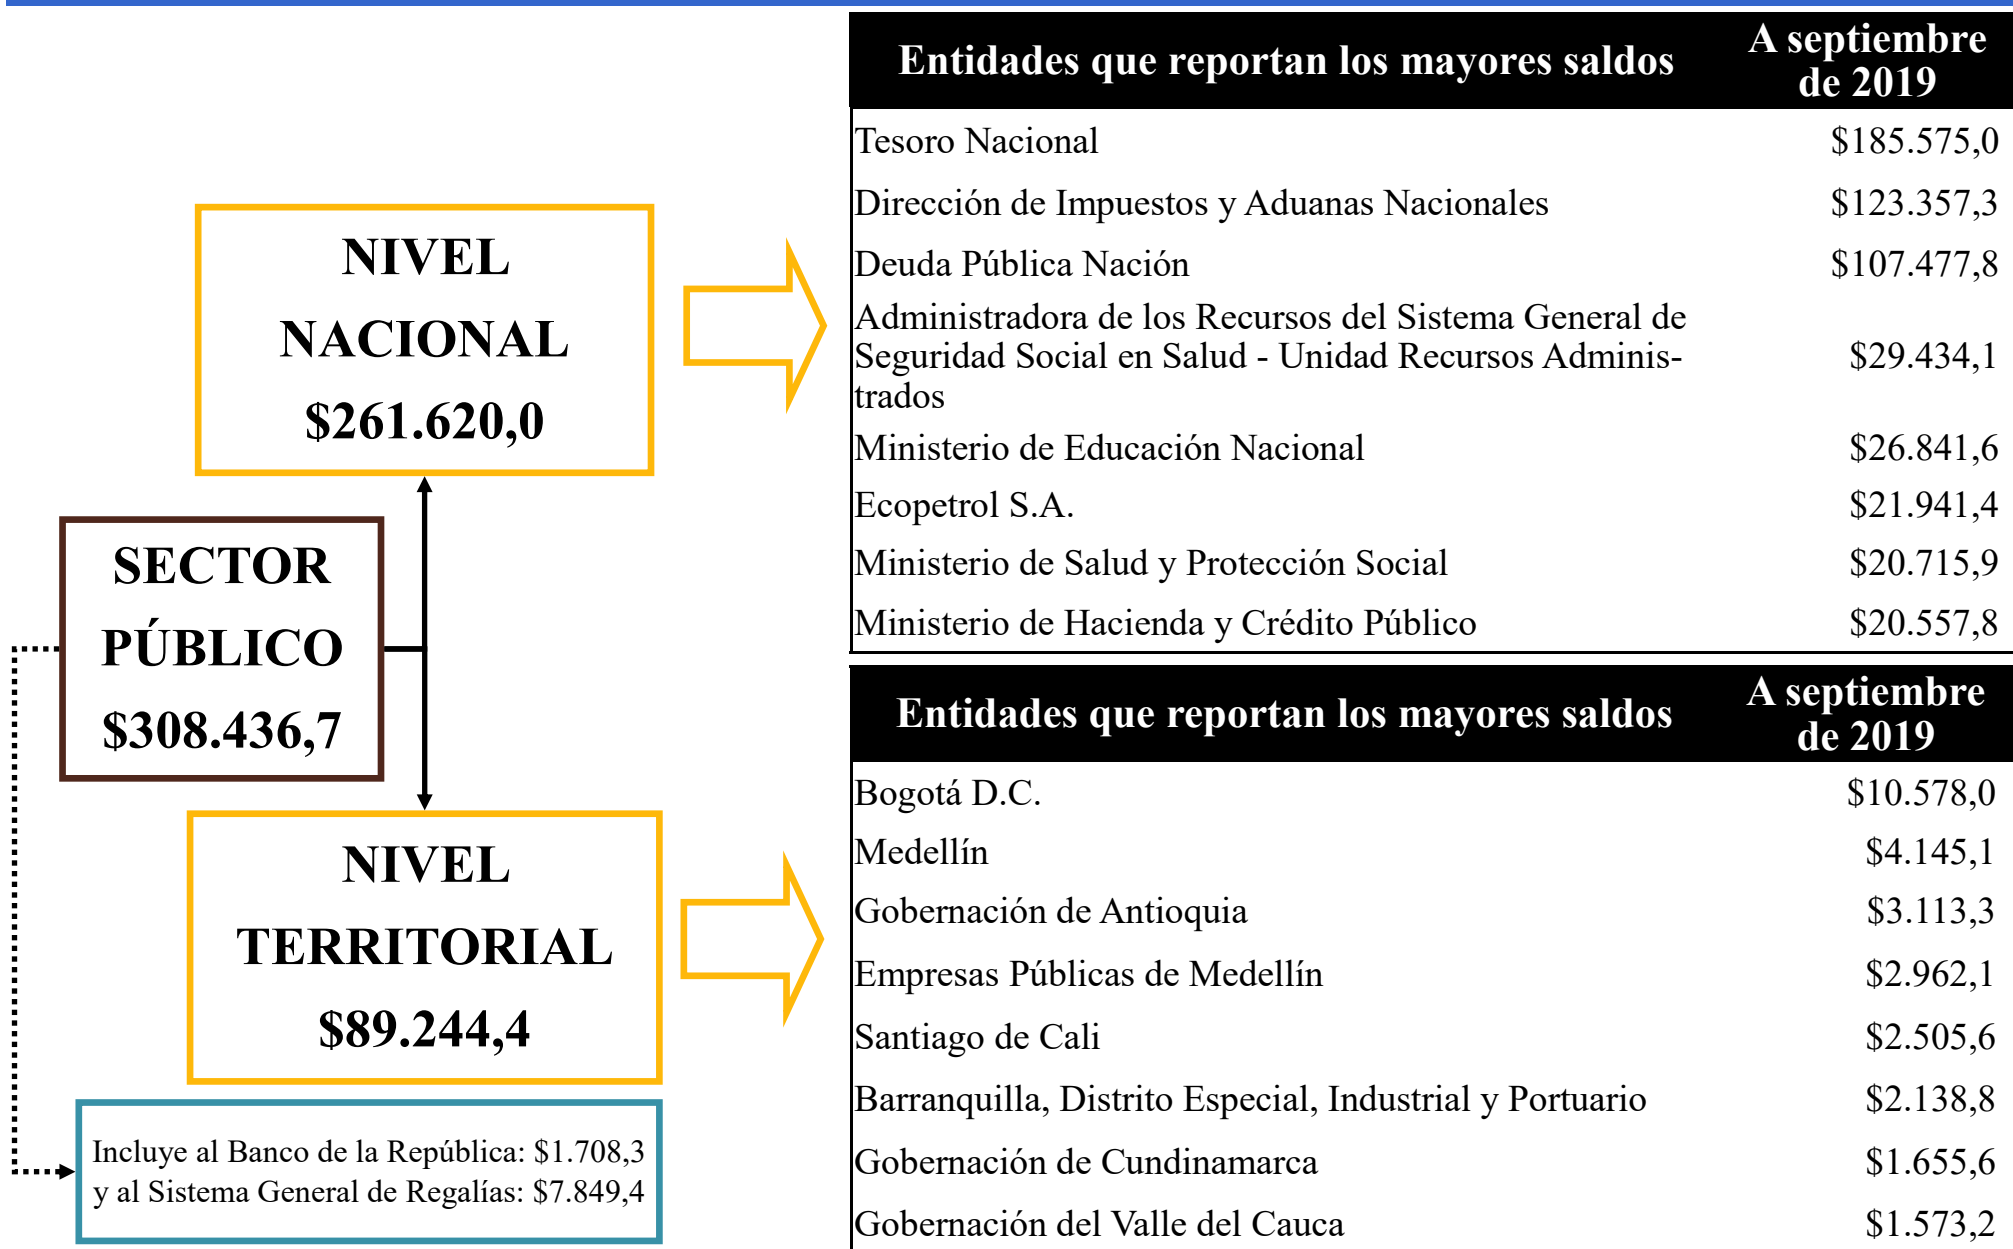 NIVEL
NACIONAL
$261.620,0
SECTOR
PÚBLICO
$308.436,7
NIVEL
TERRITORIAL
$89.244,4
Incluye al Banco de la República: $1.708,3
y al Sistema General de Regalías: $7.849,4
Entidades que reportan los mayores saldos
A septiembre
de 2019
Tesoro Nacional $185.575,0
Dirección de Impuestos y Aduanas Nacionales $123.357,3
Deuda Pública Nación $107.477,8
Administradora de los Recursos del Sistema General de
Seguridad Social en Salud - Unidad Recursos Adminis- $29.434,1
trados
Ministerio de Educación Nacional $26.841,6
Ecopetrol S.A. $21.941,4
Ministerio de Salud y Protección Social $20.715,9
Ministerio de Hacienda y Crédito Público $20.557,8
Entidades que reportan los mayores saldos
A septiembre
de 2019
Bogotá D.C. $10.578,0
Medellín $4.145,1
Gobernación de Antioquia $3.113,3
Empresas Públicas de Medellín $2.962,1
Santiago de Cali $2.505,6
Barranquilla, Distrito Especial, Industrial y Portuario $2.138,8
Gobernación de Cundinamarca $1.655,6
Gobernación del Valle del Cauca $1.573,2